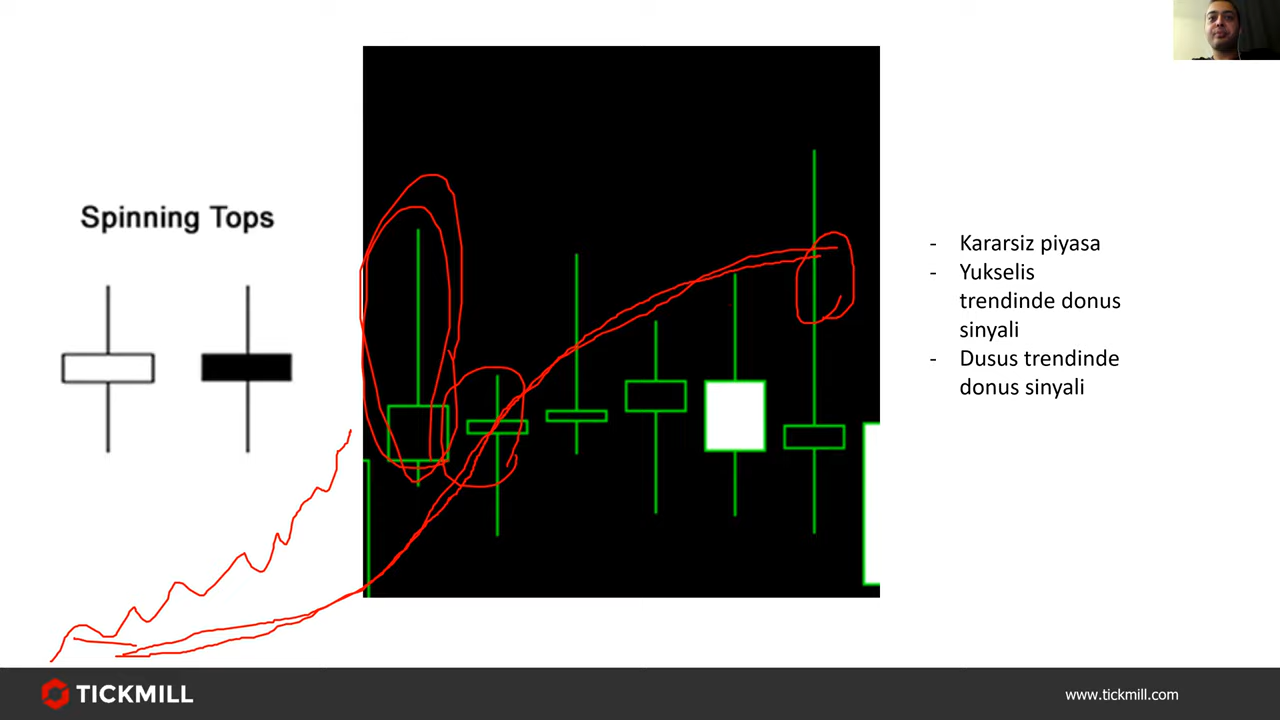 Spinning Tops
- Kararsiz piyasa
- Yukselis
trendinde donus
sinyali
- Dusus trendinde
donus sinyali
TICKMILL
www.tickmill.com